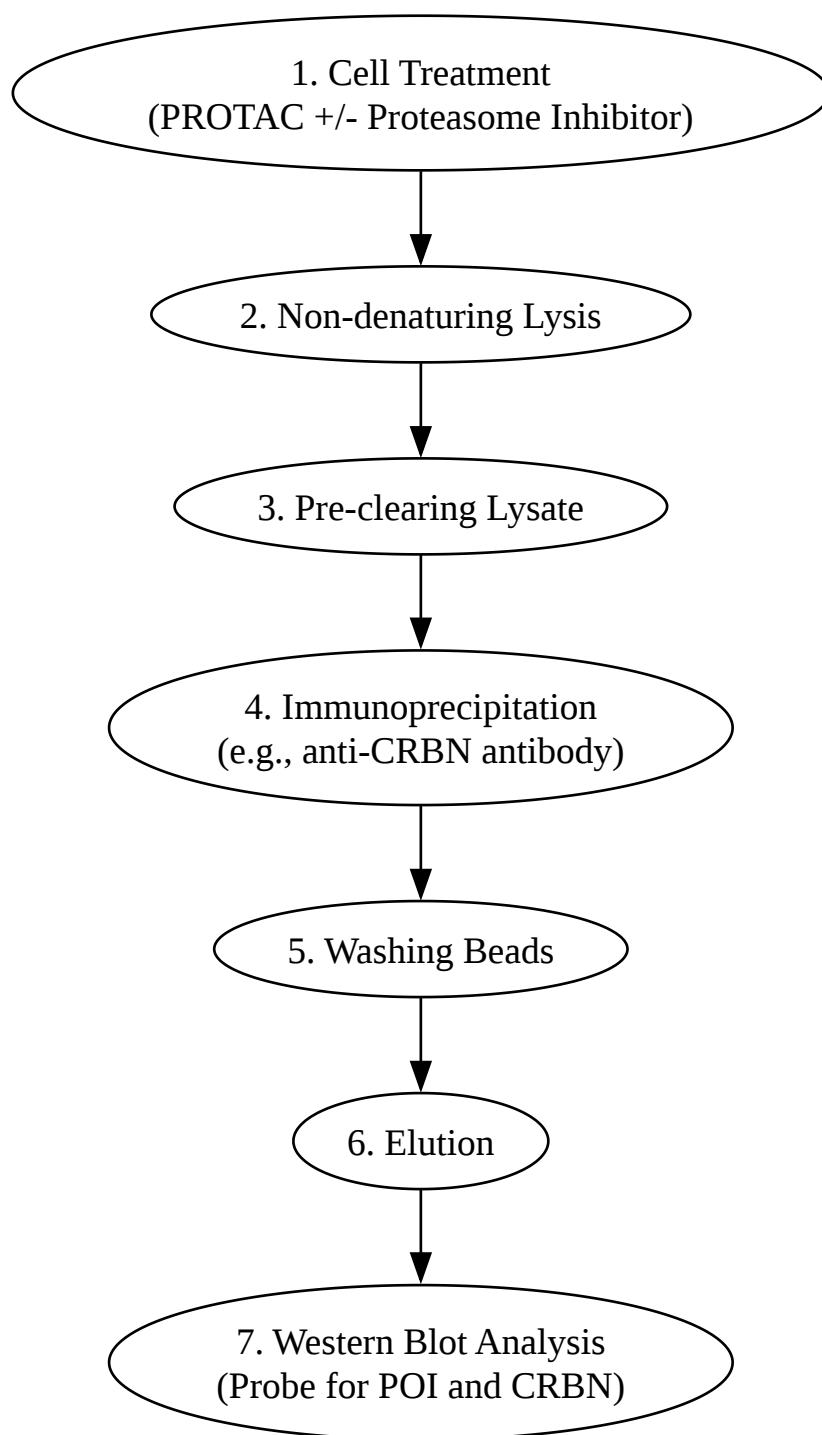 1. Cell Treatment
(PROTAC +/- Proteasome Inhibitor)
2. Non-denaturing Lysis
3. Pre-clearing Lysate
4. Immunoprecipitation
(e.g., anti-CRBN antibody)
5. Washing Beads
6. Elution
7. Western Blot Analysis
(Probe for POI and CRBN)